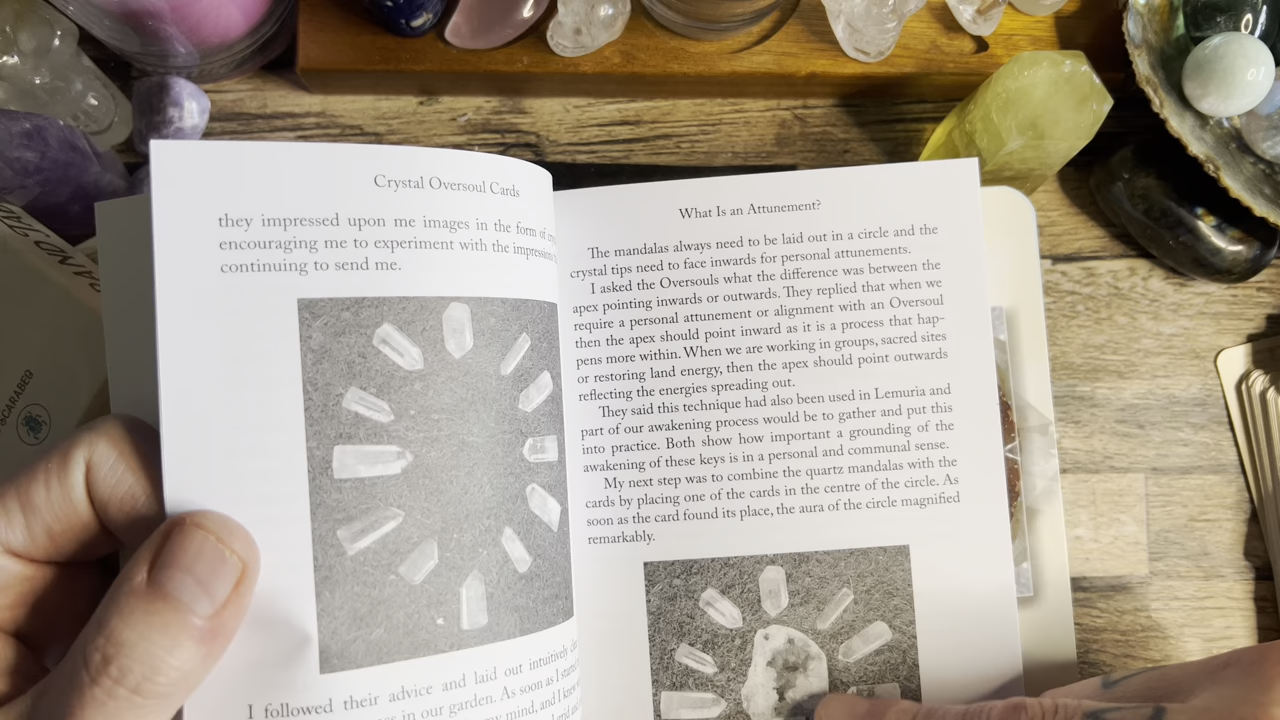 Crystal Oversoul Cards
they impressed upon me images in the form of
encouraging me to experiment with the
continuing to send me.
I followed their advice and laid out intuitively
in our garden. As soon as I
my mind, and I
What Is an Attunement?
The mandalas always need to be laid out in a circle and the
crystal tips need to face inwards for personal attunements.
I asked the Oversouls what the difference was between the
apex pointing inwards or outwards. They replied that when we
require a personal attunement or alignment with an Oversoul
then the apex should point inward as it is a process that hap-
pens more within. When we are working in groups, sacred sites
or restoring land energy, then the apex should point outwards
reflecting the energies spreading out.
They said this technique had also been used in Lemuria and
part of our awakening process would be to gather and put this
into practice. Both show how important a grounding of the
awakening of these keys is in a personal and communal sense.
My next step was to combine the quartz mandalas with the
cards by placing one of the cards in the centre of the circle. As
soon as the card found its place, the aura of the circle magnified
remarkably.
SCARABEO